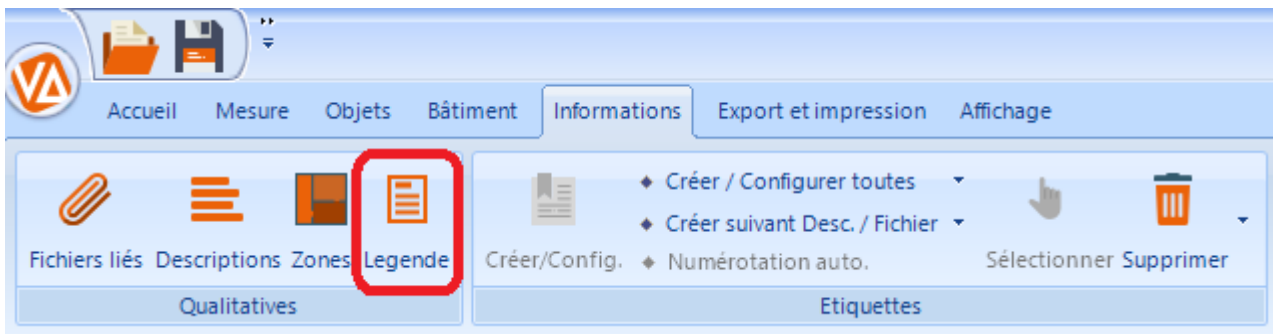 VA
Accueil Mesure Objets Bâtiment Informations Export et impression Affichage
Fichiers liés Descriptions Zones Legende
Qualitatives
Créer/Config.
Créer / Configurer toutes
Créer suivant Desc. / Fichier
Numérotation auto.
Sélectionner Supprimer
Etiquettes